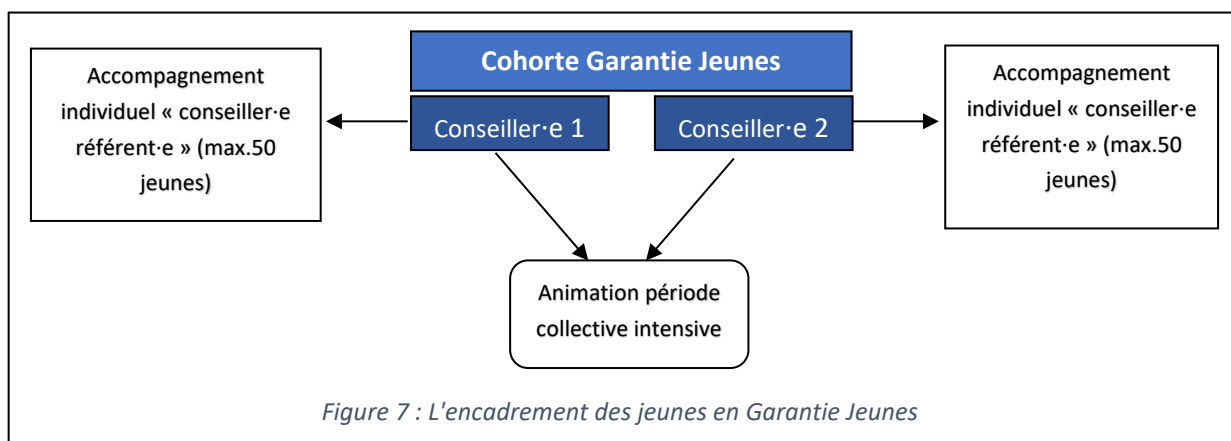 Cohorte Garantie Jeunes
Accompagnement
individuel « conseiller·e
référent·e » (max.50
jeunes)
Conseiller·e 1
Conseiller·e 2
Accompagnement
individuel « conseiller·e
référent·e » (max.50
jeunes)
Animation période
collective intensive
Figure 7 : L'encadrement des jeunes en Garantie Jeunes